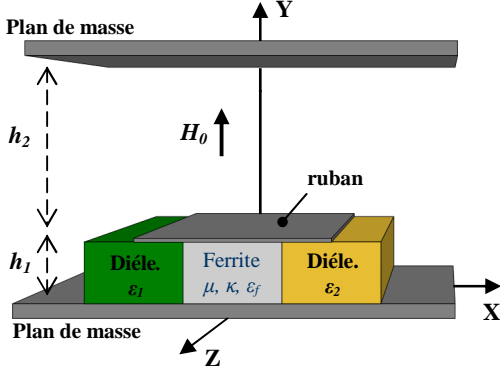 Plan de masse
Y
h2
H0
ruban
h1
Diéle. Ferrite Diéle.
ε1 μ, κ, εf ε2
X
Plan de masse
Z